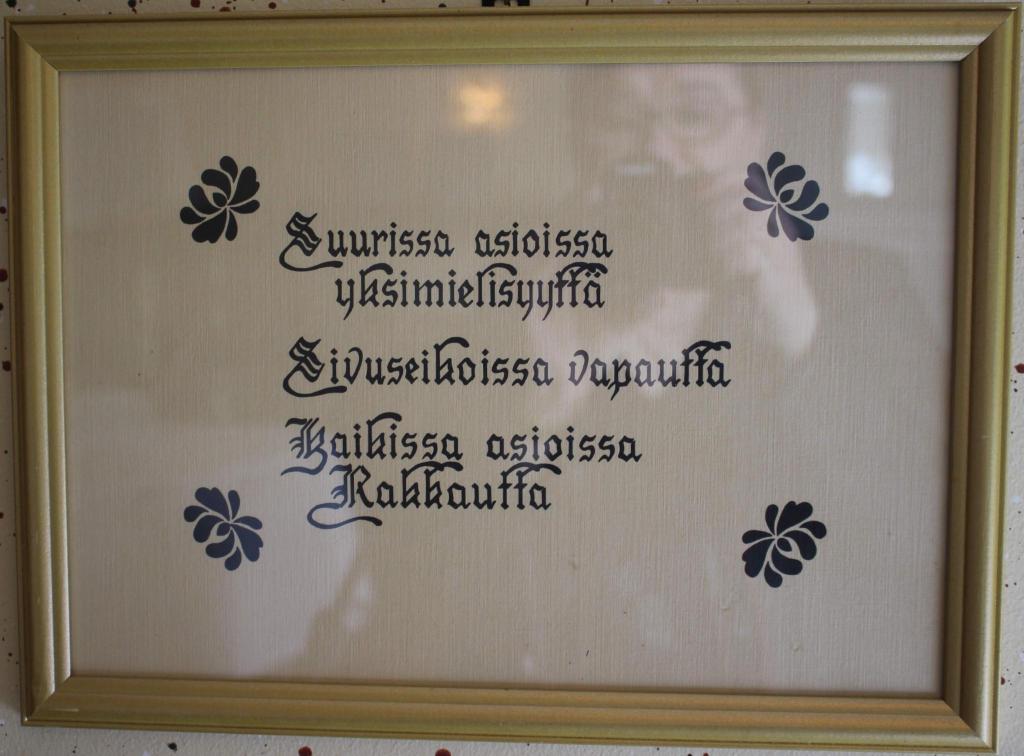 Suurissa asioissa
yksimielisyyttä
Sivuseikoissa vapautta
Kaikissa asioissa
Rakkautta